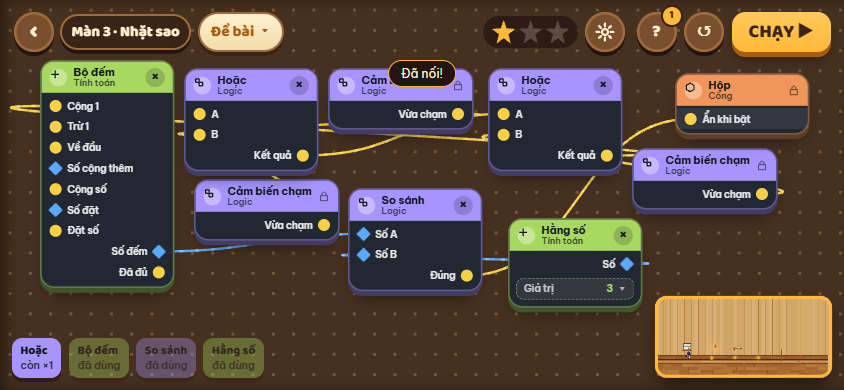 Màn 3 · Nhặt sao
Đề bài
1
?
CHẠY
Đã nối!
Bộ đếm
Tính toán
Cộng 1
Trừ 1
Về đầu
Số cộng thêm
Cộng số
Số đặt
Đặt số
Số đếm
Đã đủ
Hoặc
Logic
A
B
Kết quả
Cảm
Logic
Vừa chạm
Hoặc
Logic
A
B
Kết quả
Hộp
Cổng
Ẩn khi bật
Cảm biến chạm
Logic
Vừa chạm
Cảm biến chạm
Logic
Vừa chạm
So sánh
Logic
Số A
Số B
Đúng
Hằng số
Tính toán
Số
Giá trị 3
Hoặc
còn ×1
Bộ đếm
đã dùng
So sánh
đã dùng
Hằng số
đã dùng